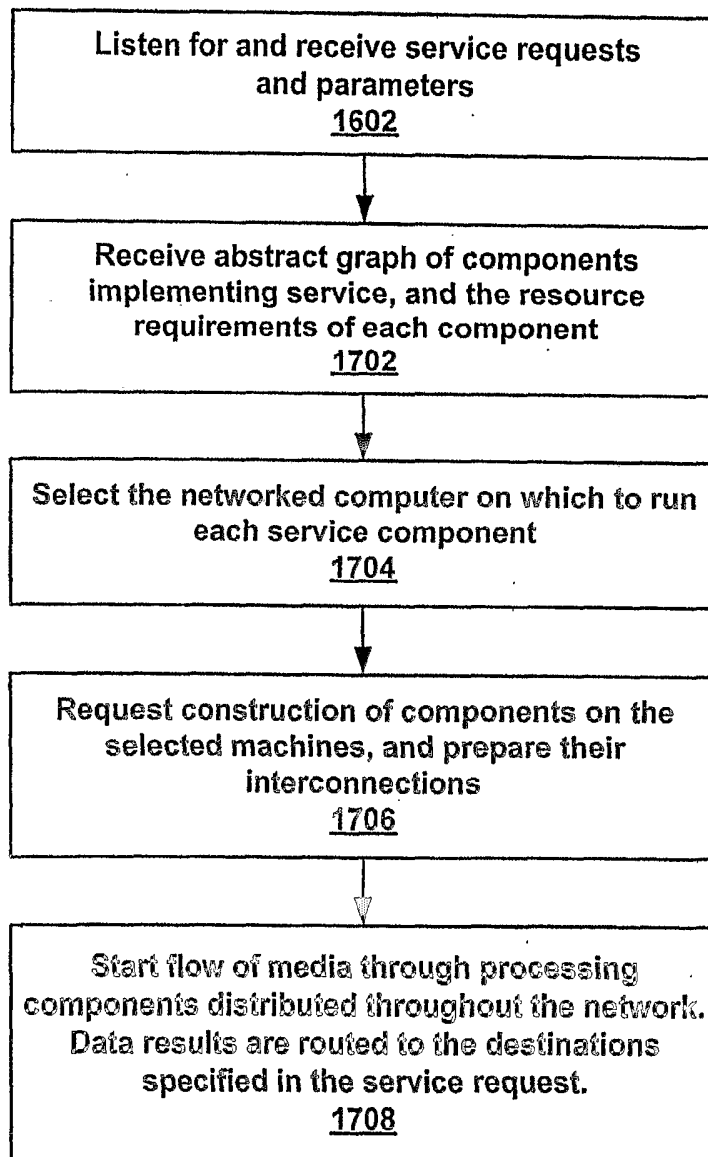 Listen for and receive service requests
and parameters
1602
Receive abstract graph of components
implementing service, and the resource
requirements of each component
1702
Select the networked computer on which to run
each service component
1704
Request construction of components on the
selected machines, and prepare their
interconnections
1706
Start flow of media through processing
components distributed throughout the network.
Data results are routed to the destinations
specified in the service request.
1708